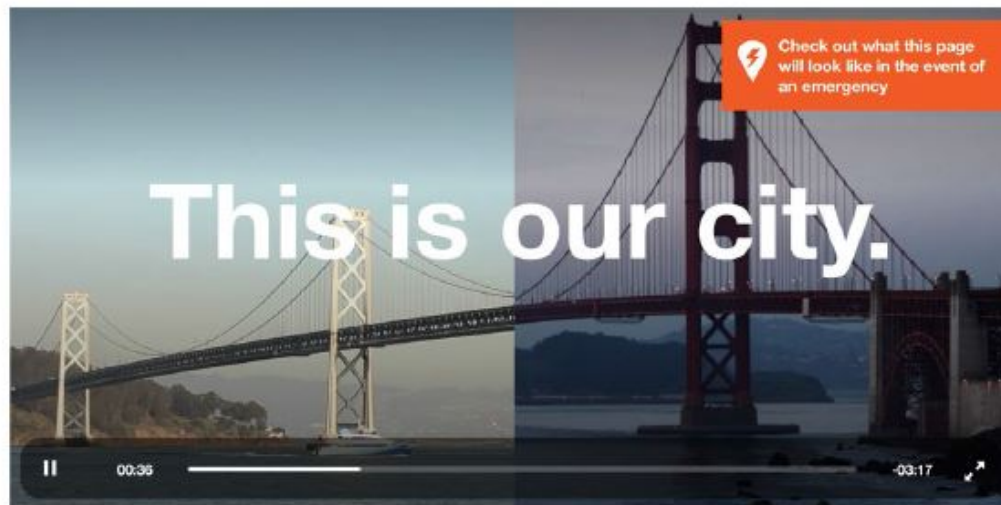 Check out what this page
will look like in the event of
an emergency
This is our city.
00:36
-03:17